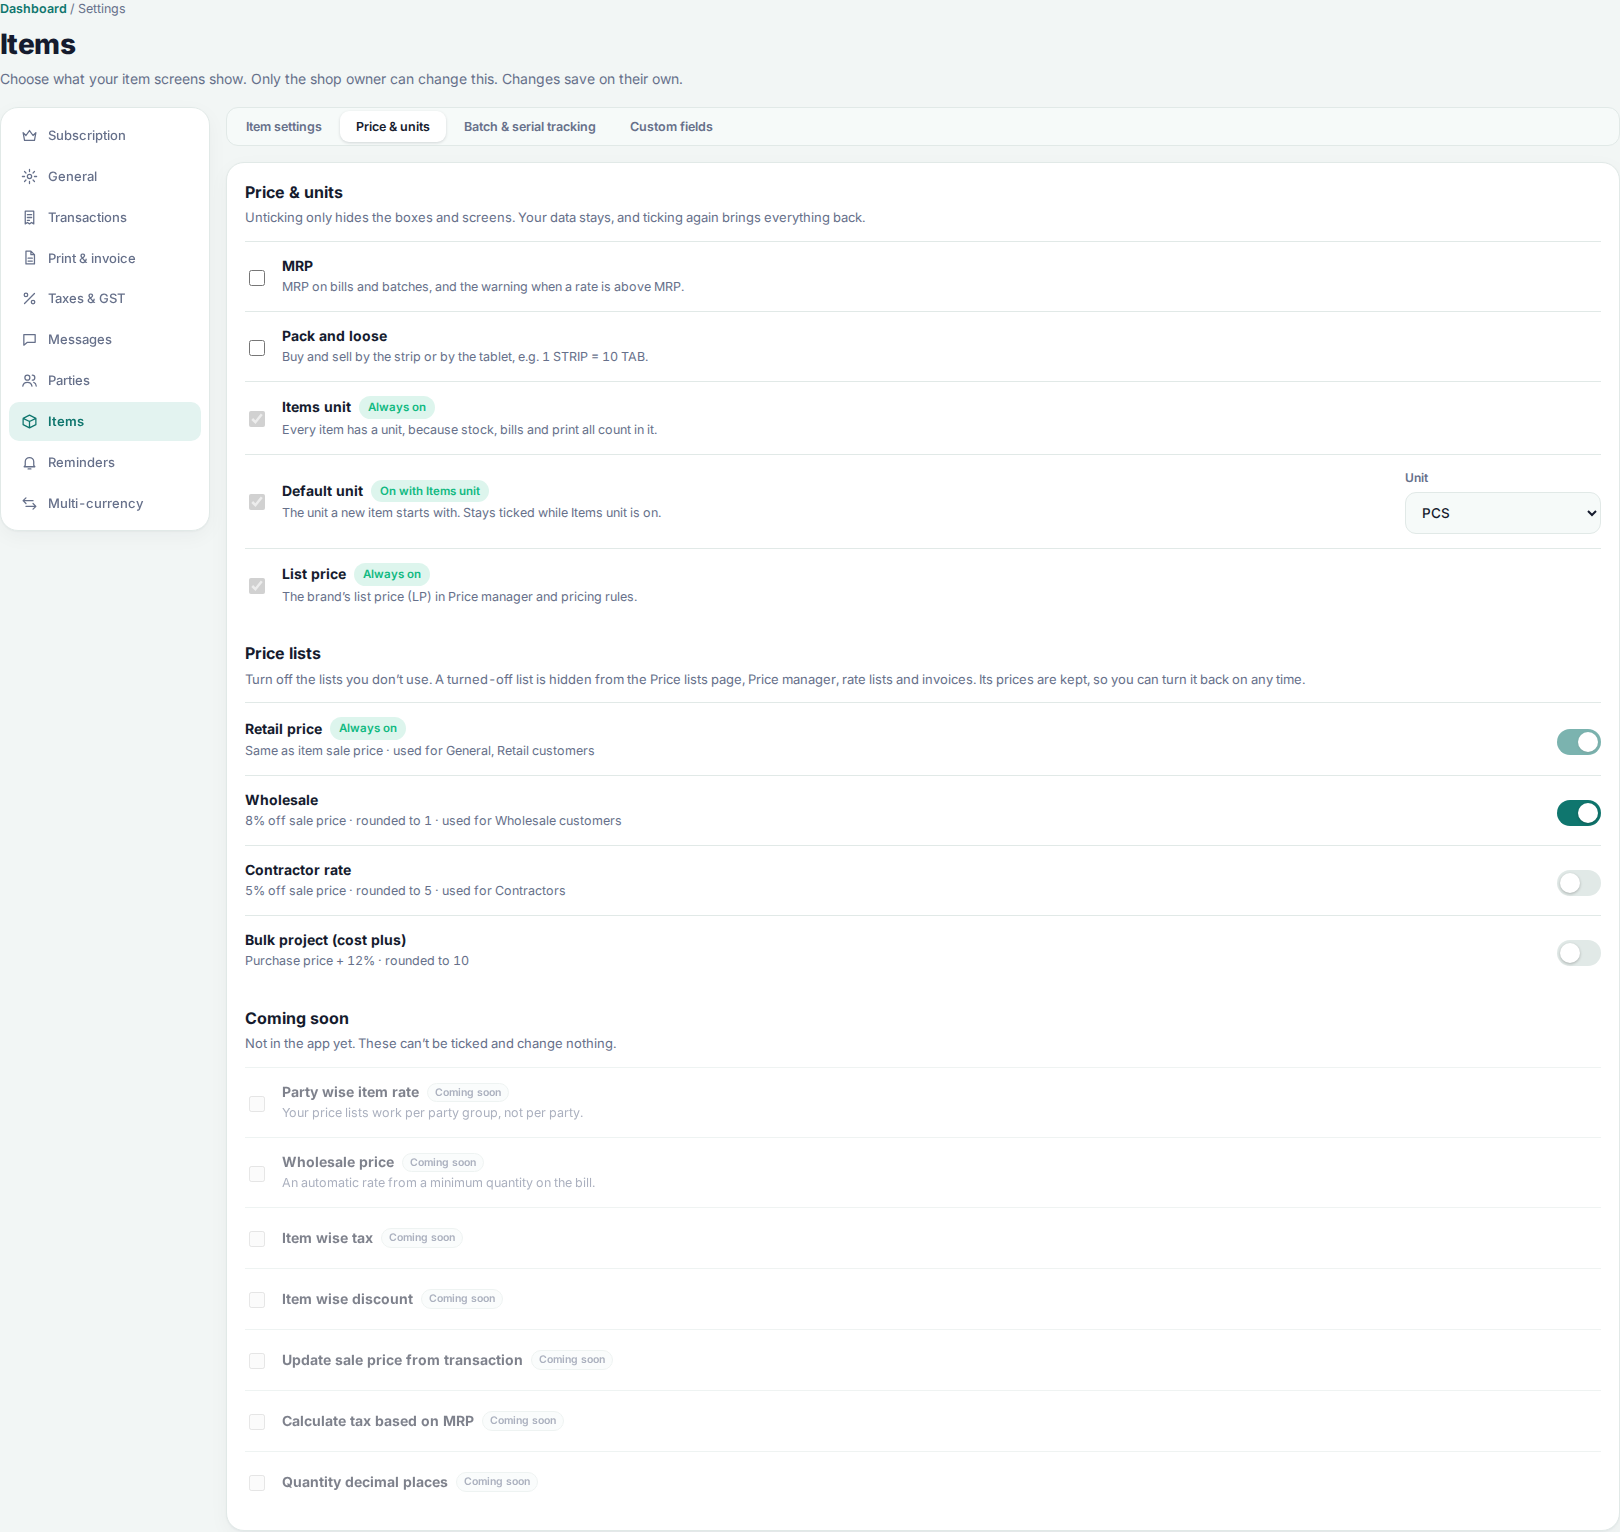 Dashboard / Settings
Items
Choose what your item screens show. Only the shop owner can change this. Changes save on their own.
Subscription
General
Transactions
Print & invoice
Taxes & GST
Messages
Parties
Items
Reminders
Multi-currency
Item settings
Price & units
Batch & serial tracking
Custom fields
Price & units
Unticking only hides the boxes and screens. Your data stays, and ticking again brings everything back.
MRP
MRP on bills and batches, and the warning when a rate is above MRP.
Pack and loose
Buy and sell by the strip or by the tablet, e.g. 1 STRIP = 10 TAB.
Items unit Always on
Every item has a unit, because stock, bills and print all count in it.
Default unit On with Items unit
The unit a new item starts with. Stays ticked while Items unit is on.
Unit
PCS
List price Always on
The brand’s list price (LP) in Price manager and pricing rules.
Price lists
Turn off the lists you don’t use. A turned-off list is hidden from the Price lists page, Price manager, rate lists and invoices. Its prices are kept, so you can turn it back on any time.
Retail price Always on
Same as item sale price · used for General, Retail customers
Wholesale
8% off sale price · rounded to 1 · used for Wholesale customers
Contractor rate
5% off sale price · rounded to 5 · used for Contractors
Bulk project (cost plus)
Purchase price + 12% · rounded to 10
Coming soon
Not in the app yet. These can’t be ticked and change nothing.
Party wise item rate Coming soon
Your price lists work per party group, not per party.
Wholesale price Coming soon
An automatic rate from a minimum quantity on the bill.
Item wise tax Coming soon
Item wise discount Coming soon
Update sale price from transaction Coming soon
Calculate tax based on MRP Coming soon
Quantity decimal places Coming soon